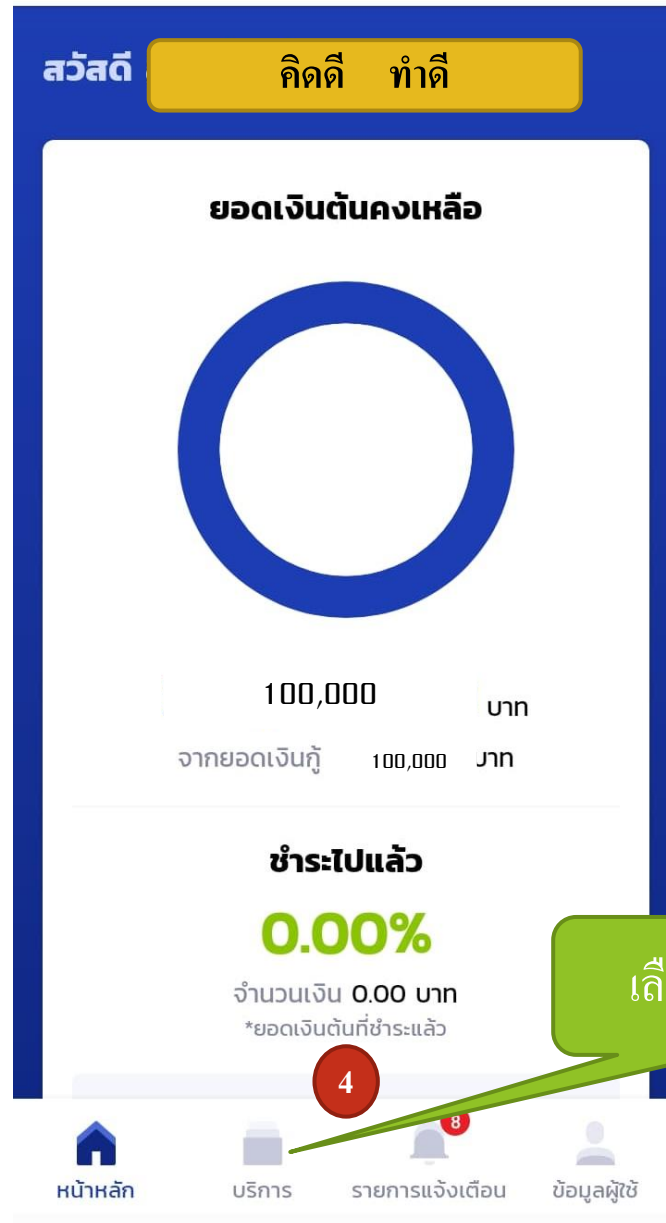 สวัสดี
คิดดี ทำดี
ยอดเงินต้นคงเหลือ
100,000 บาท
จากยอดเงินกู้ 100,000 บาท
ชำระไปแล้ว
0.00%
จำนวนเงิน 0.00 บาท
*ยอดเงินต้นที่ชำระแล้ว
4
8
หน้าหลัก บริการ รายการแจ้งเตือน ข้อมูลผู้ใช้